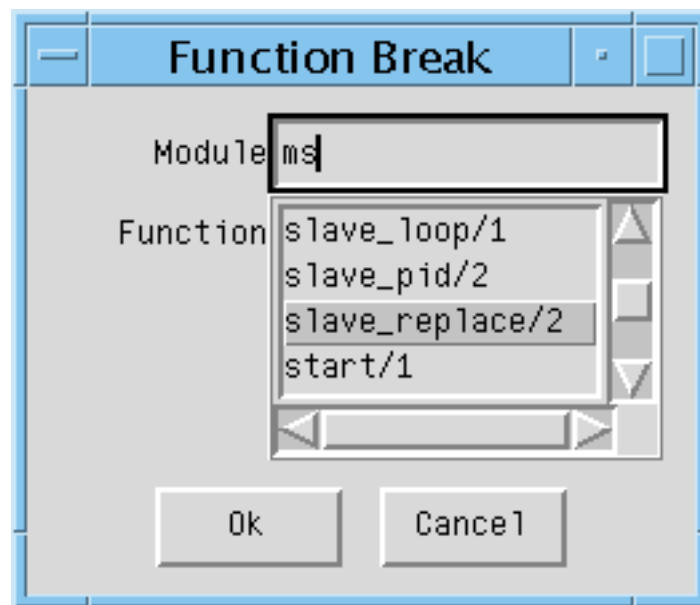 Function Break
Module ms
Function slave_loop/1
slave_pid/2
slave_replace/2
start/1
Ok Cancel